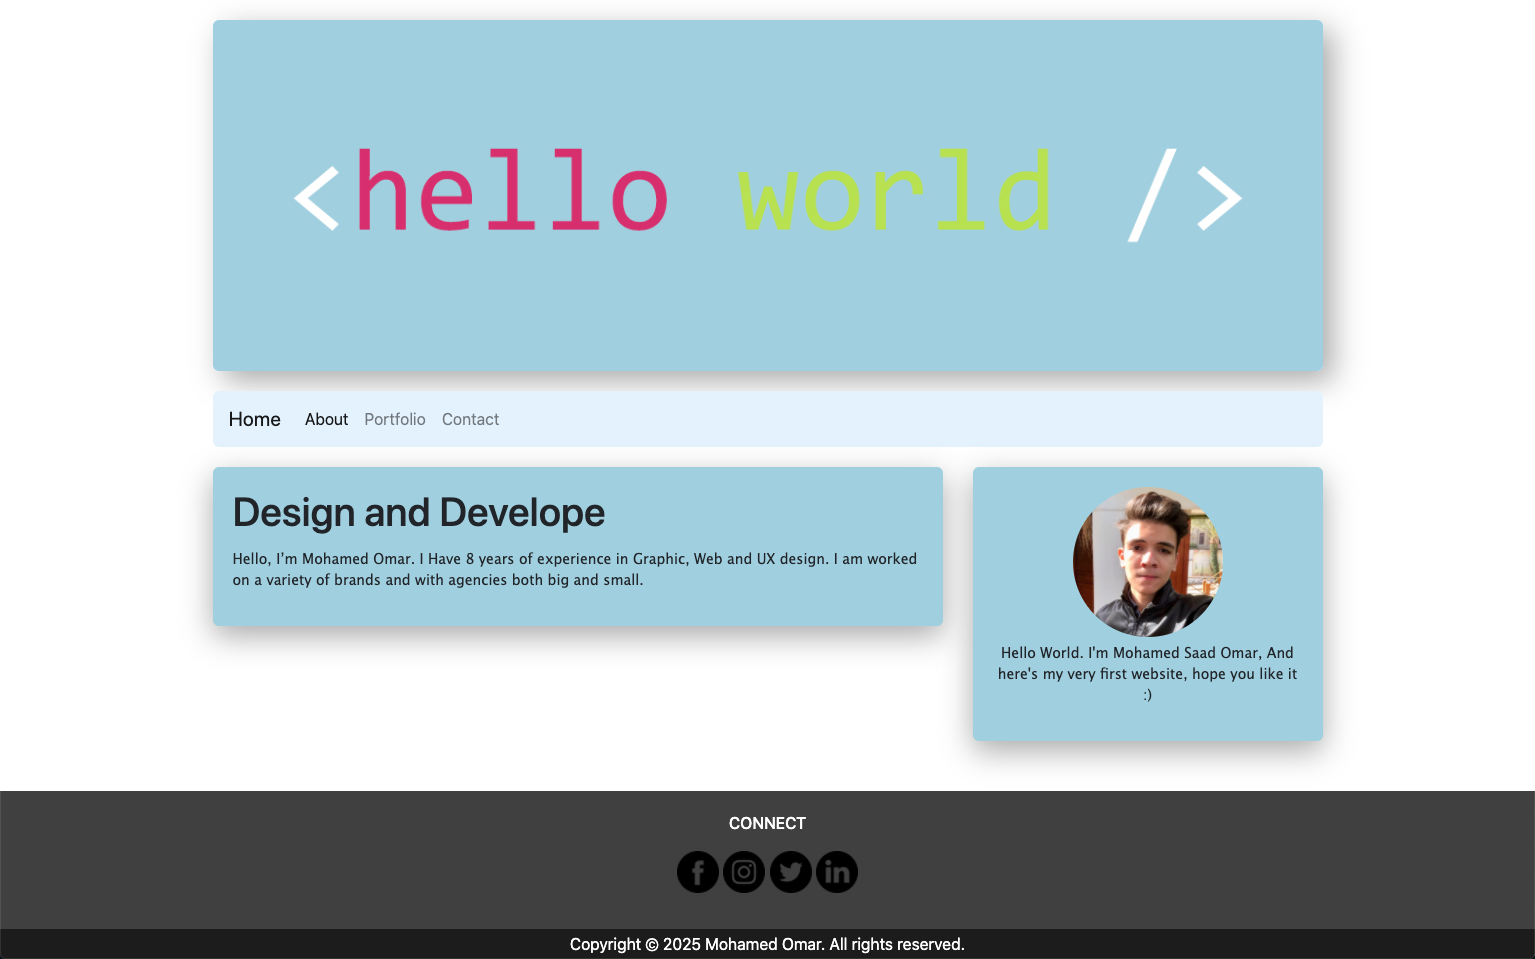 <hello world />
Home About Portfolio Contact
Design and Develope
Hello, I'm Mohamed Omar. I Have 8 years of experience in Graphic, Web and UX design. I am worked
on a variety of brands and with agencies both big and small.
Hello World. I'm Mohamed Saad Omar, And
here's my very first website, hope you like it
:)
CONNECT
Copyright © 2025 Mohamed Omar. All rights reserved.